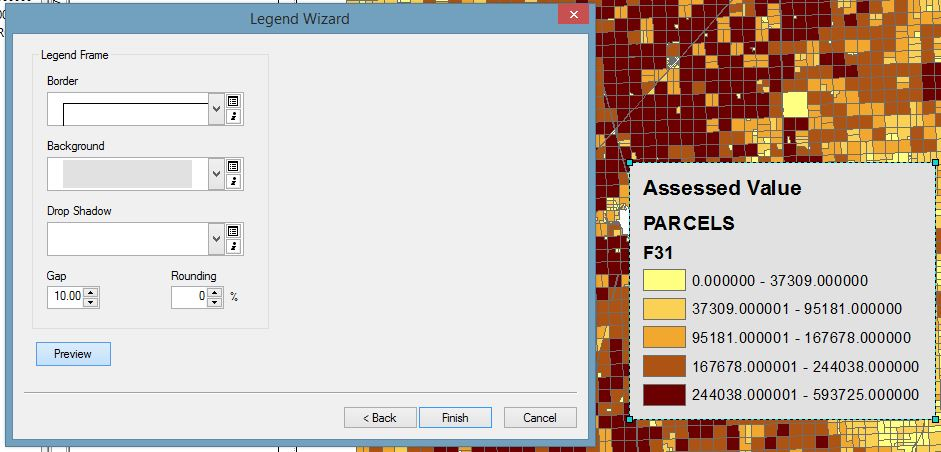 Legend Wizard
Legend Frame
Border
Background
Drop Shadow
Gap
Rounding
10.00
0 %
Preview
< Back
Finish
Cancel
Assessed Value
PARCELS
F31
0.000000 - 37309.000000
37309.000001 - 95181.000000
95181.000001 - 167678.000000
167678.000001 - 244038.000000
244038.000001 - 593725.000000